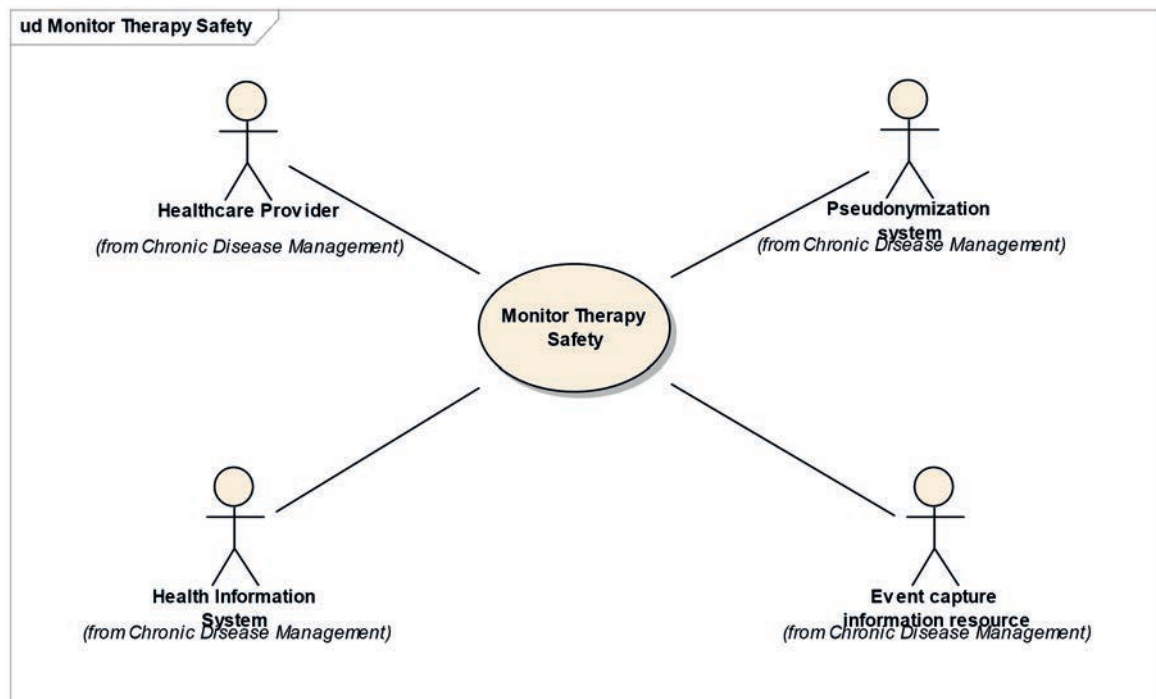 ud Monitor Therapy Safety
Healthcare Provider
(from Chronic Disease Management)
Pseudonymization
system
(from Chronic Disease Management)
Monitor Therapy
Safety
Health Information
System
(from Chronic Disease Management)
Event capture
information resource
(from Chronic Disease Management)